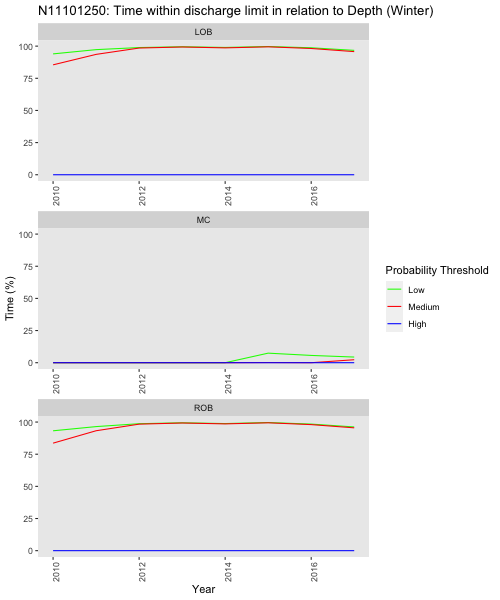 N11101250: Time within discharge limit in relation to Depth (Winter)
LOB
100
75
50
25
0
2010
2012
2014
2016
MC
100
75
50
25
0
2010
2012
2014
2016
ROB
100
75
50
25
0
2010
2012
2014
2016
Time (%)
Year
Probability Threshold
Low
Medium
High